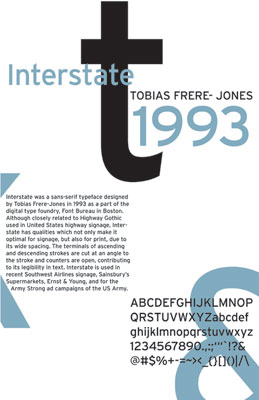 t
Interstate
TOBIAS FRERE- JONES
1993
Interstate was a sans-serif typeface designed
by Tobias Frere-Jones in 1993 as a part of the
digital type foundry, Font Bureau in Boston.
Although closely related to Highway Gothic
used in United States highway signage, Inter-
state has qualities which not only make it
optimal for signage, but also for print, due to
its wide spacing. The terminals of ascending
and descending strokes are cut at an angle to
the stroke and counters are open, contributing
to its legibility in text. Interstate is used in
recent Southwest Airlines signage, Sainsbury's
Supermarkets, Ernst & Young, and for the
Army Strong ad campaigns of the US Army.
&
ABCDEFGHIJKLMNOP
QRSTUVWXYZabcdef
ghijklmnopqrstuvwxyz
1234567890.,:;'"`!?&
@#$%+-=~><_{}[]()|/\